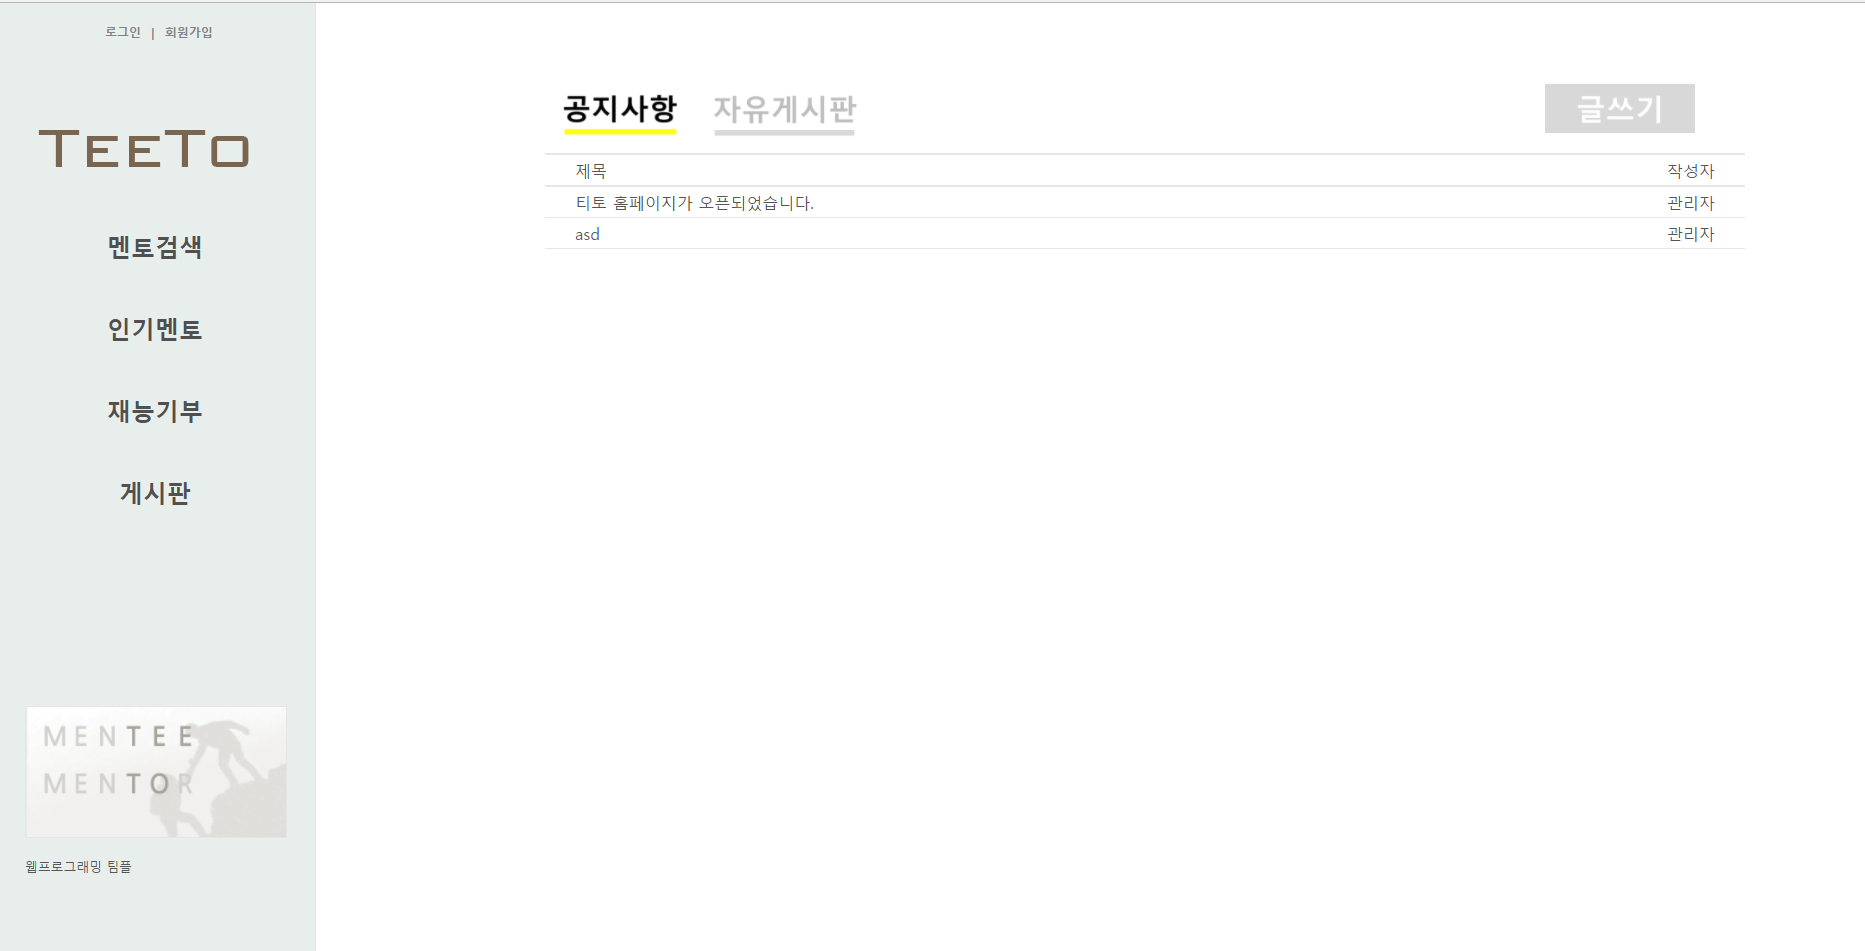 로그인 | 회원가입
TEETO
멘토검색
인기멘토
재능기부
게시판
MENTEE
MENTOR
웹프로그래밍 팀플
공지사항 자유게시판 글쓰기
제목 작성자
티토 홈페이지가 오픈되었습니다. 관리자
asd 관리자